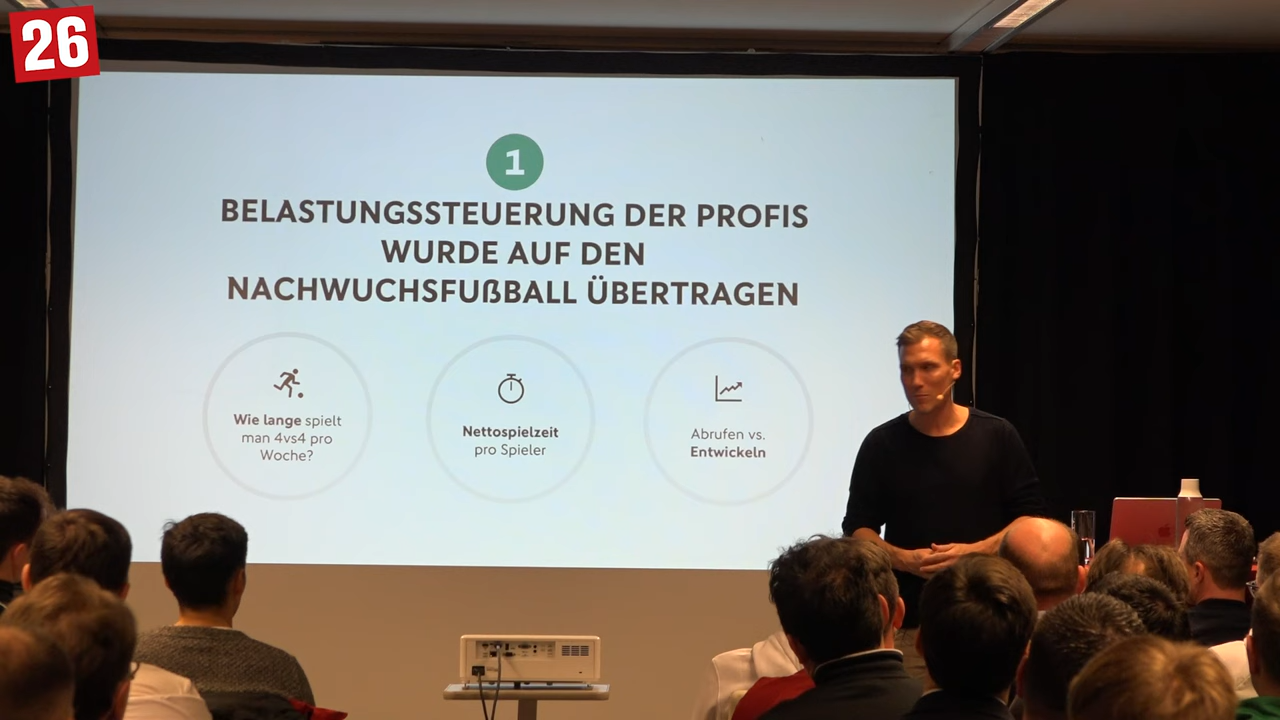 26
1
BELASTUNGSSTEUERUNG DER PROFIS
WURDE AUF DEN
NACHWUCHSFUßBALL ÜBERTRAGEN
Wie lange spielt
man 4vs4 pro
Woche?
Nettospielzeit
pro Spieler
Abrufen vs.
Entwickeln